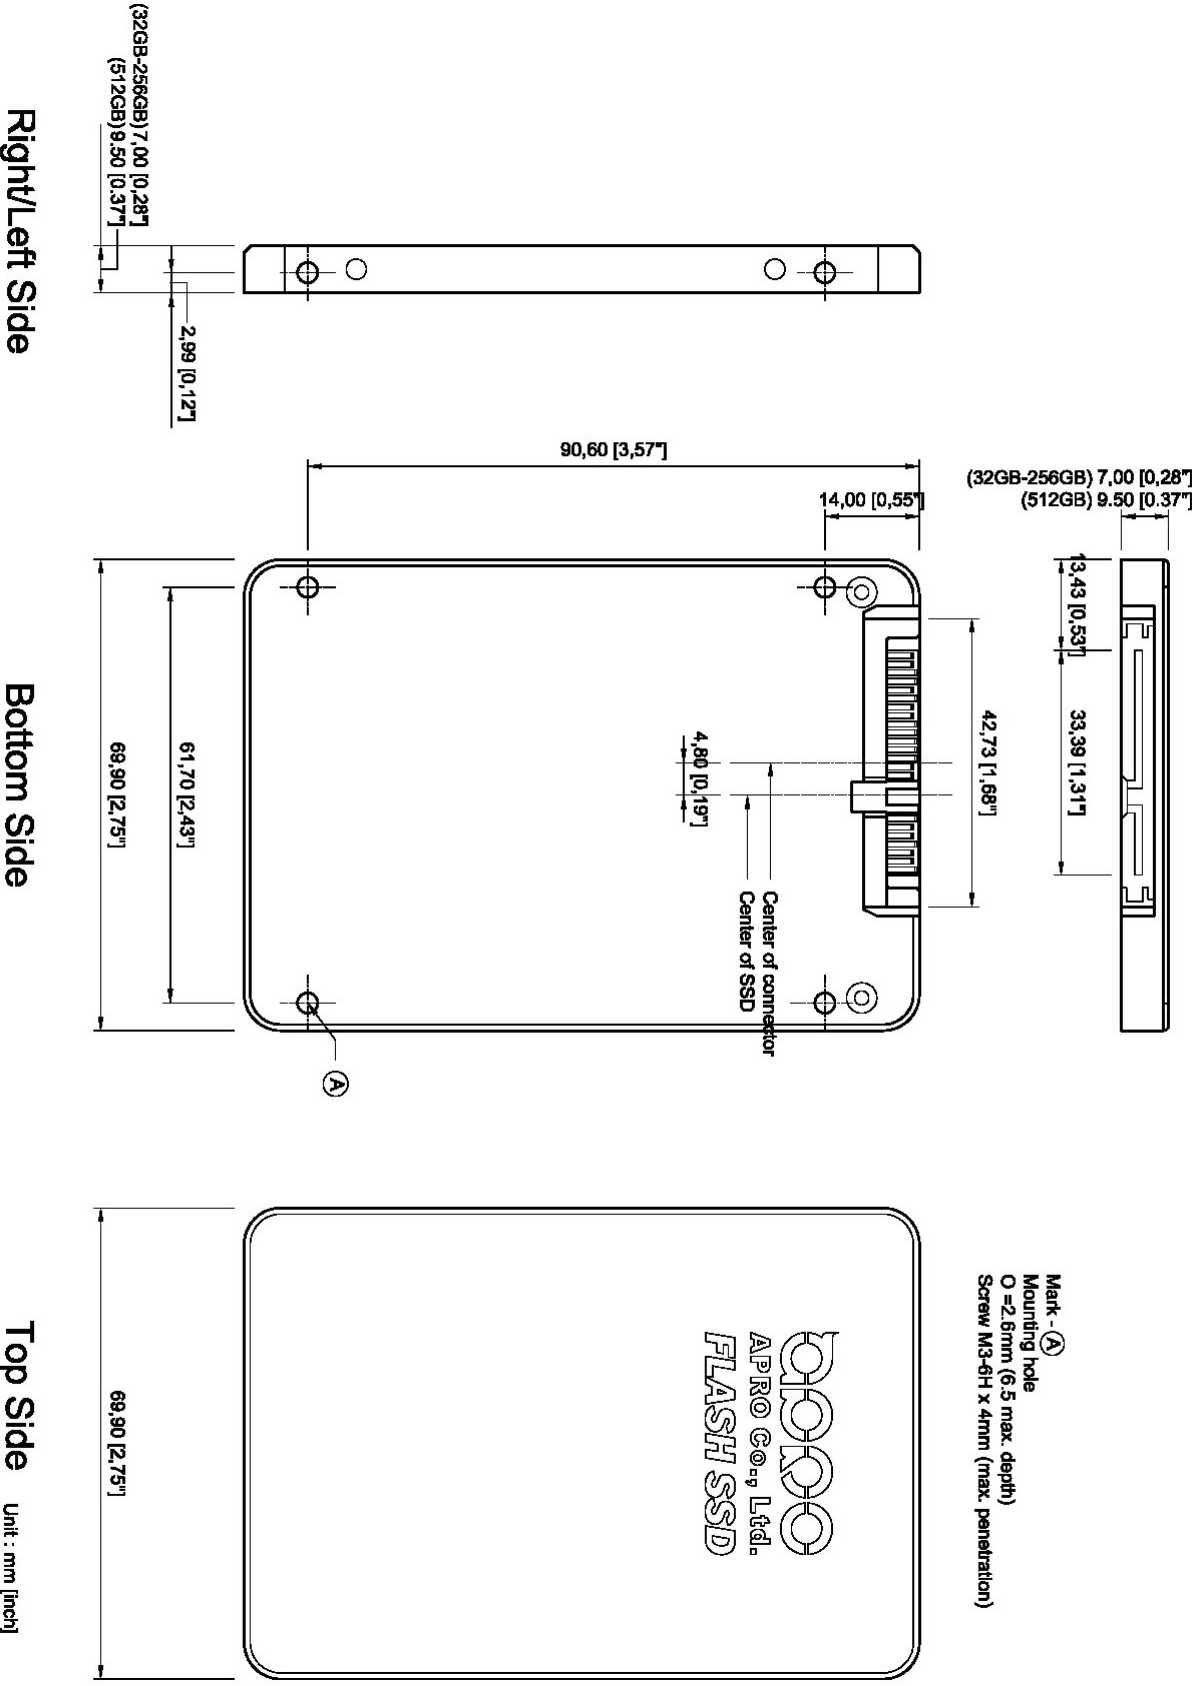 (32GB-256GB) 7,00 [0,28"]
(512GB) 9.50 [0.37"]
2,99 [0,12"]
Right/Left Side
90,60 [3,57"]
14,00 [0,55"]
(32GB-256GB) 7,00 [0,28"]
(512GB) 9.50 [0.37"]
13,43 [0,53"]
33,39 [1,31"]
42,73 [1,68"]
4,80 [0,19"]
Center of connector
Center of SSD
61,70 [2,43"]
69,90 [2,75"]
A
Bottom Side
Mark - A
Mounting hole
O =2.6mm (6.5 max. depth)
Screw M3-6H x 4mm (max. penetration)
apro
APRO Co., Ltd.
FLASH SSD
69,90 [2,75"]
Top Side
Unit : mm [inch]